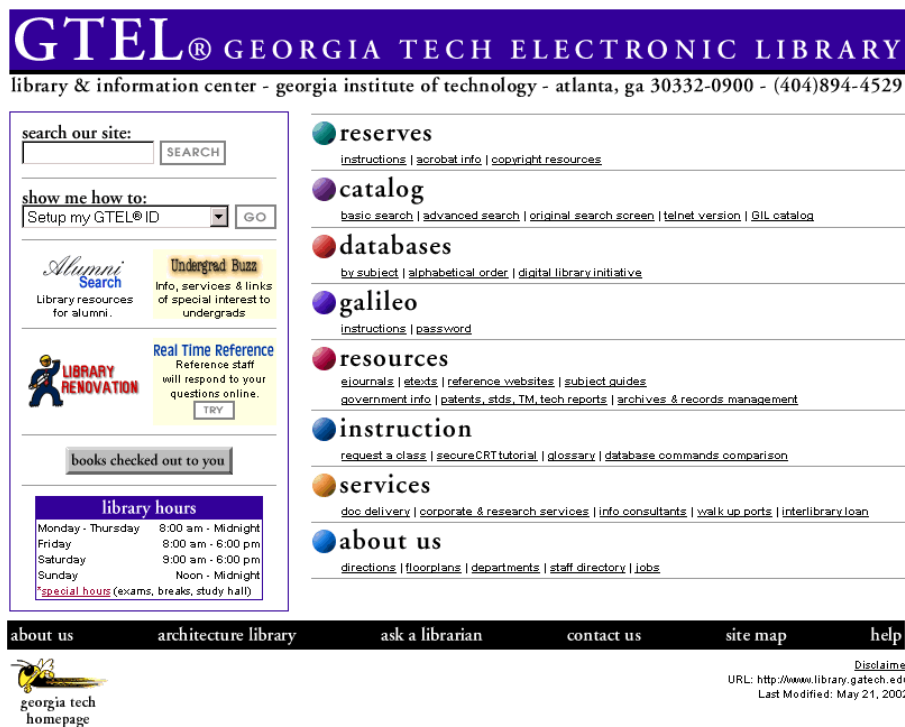 GTEL® GEORGIA TECH ELECTRONIC LIBRARY
library & information center - georgia institute of technology - atlanta, ga 30332-0900 - (404)894-4529
search our site:
SEARCH
show me how to:
Setup my GTEL® ID
GO
Alumni
Search
Library resources
for alumni.
Undergrad Buzz
Info, services & links
of special interest to
undergrads
LIBRARY
RENOVATION
Real Time Reference
Reference staff
will respond to your
questions online.
TRY
books checked out to you
library hours
Monday - Thursday 8:00 am - Midnight
Friday 8:00 am - 6:00 pm
Saturday 9:00 am - 6:00 pm
Sunday Noon - Midnight
*special hours (exams, breaks, study hall)
reserves
instructions | acrobat info | copyright resources
catalog
basic search | advanced search | original search screen | telnet version | GIL catalog
databases
by subject | alphabetical order | digital library initiative
galileo
instructions | password
resources
ejournals | etexts | reference websites | subject guides
government info | patents, stds, TM, tech reports | archives & records management
instruction
request a class | secureCRT tutorial | glossary | database commands comparison
services
doc delivery | corporate & research services | info consultants | walk up ports | interlibrary loan
about us
directions | floorplans | departments | staff directory | jobs
about us architecture library ask a librarian contact us site map help
georgia tech
homepage
Disclaime
URL: http://www.library.gatech.edu
Last Modified: May 21, 2002